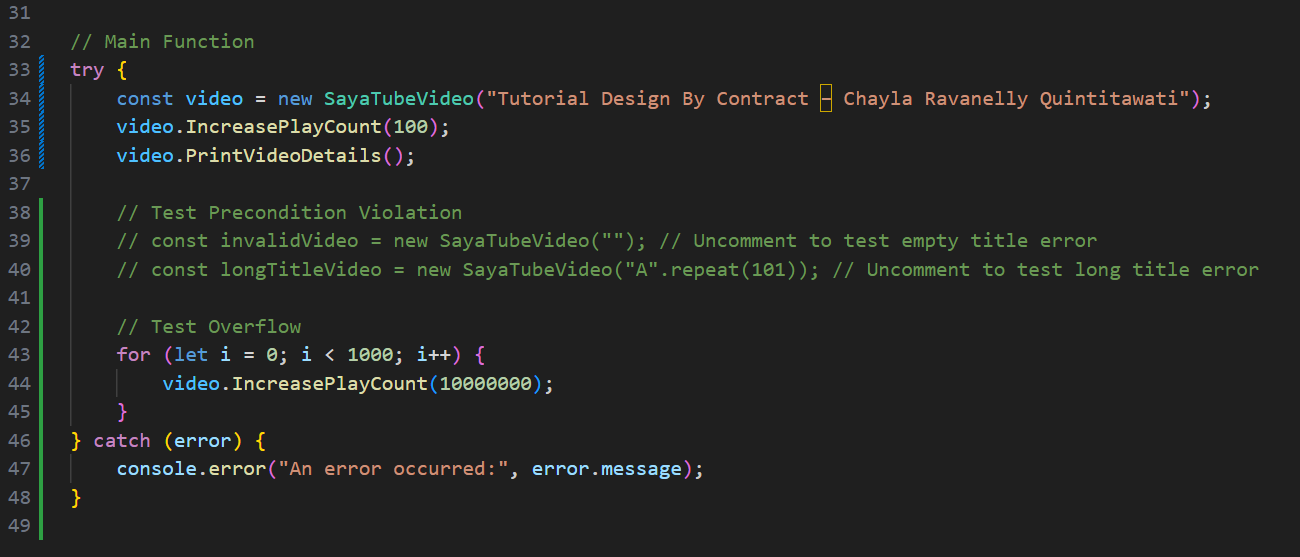 31
32 // Main Function
33 try {
34     const video = new SayaTubeVideo("Tutorial Design By Contract – Chayla Ravanelly Quintitawati");
35     video.IncreasePlayCount(100);
36     video.PrintVideoDetails();
37
38     // Test Precondition Violation
39     // const invalidVideo = new SayaTubeVideo(""); // Uncomment to test empty title error
40     // const longTitleVideo = new SayaTubeVideo("A".repeat(101)); // Uncomment to test long title error
41
42     // Test Overflow
43     for (let i = 0; i < 1000; i++) {
44         video.IncreasePlayCount(10000000);
45     }
46 } catch (error) {
47     console.error("An error occurred:", error.message);
48 }
49